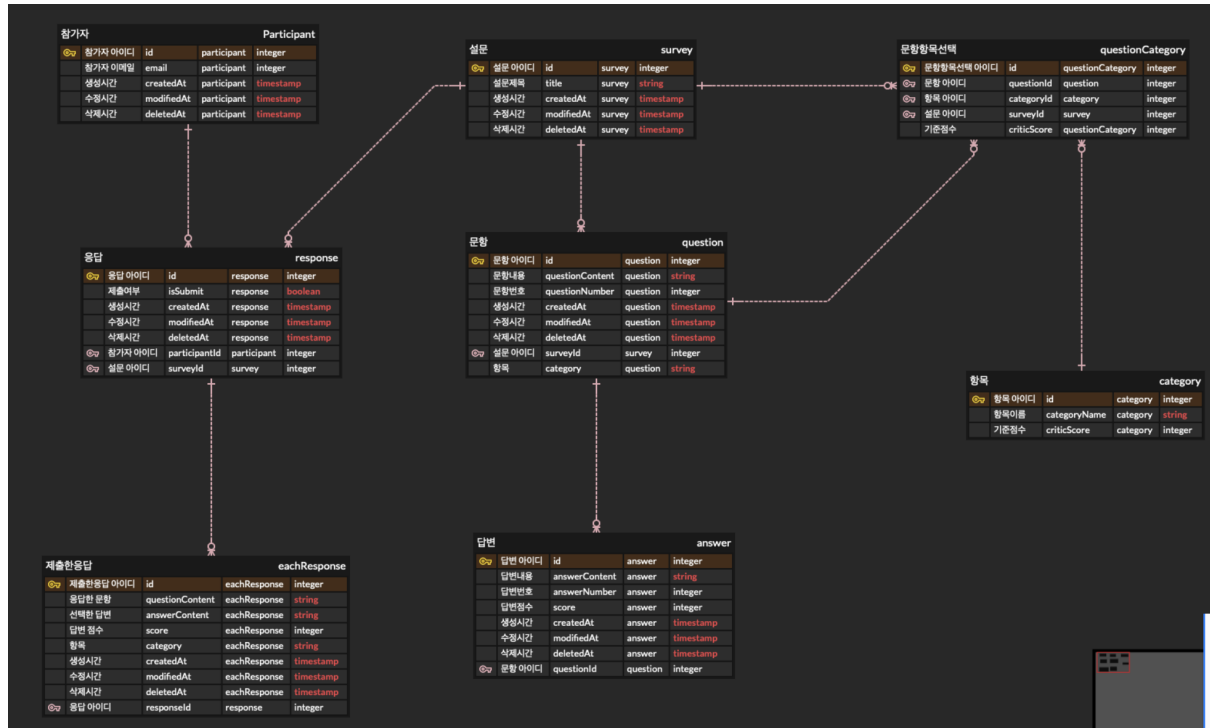 참가자 Participant
참가자 아이디 id participant integer
참가자 이메일 email participant integer
생성시간 createdAt participant timestamp
수정시간 modifiedAt participant timestamp
삭제시간 deletedAt participant timestamp
설문 survey
설문 아이디 id survey integer
설문제목 title survey string
생성시간 createdAt survey timestamp
수정시간 modifiedAt survey timestamp
삭제시간 deletedAt survey timestamp
문항항목선택 questionCategory
문항항목선택 아이디 id questionCategory integer
문항 아이디 questionId question integer
항목 아이디 categoryId category integer
설문 아이디 surveyId survey integer
기준점수 criticScore questionCategory integer
응답 response
응답 아이디 id response integer
제출여부 isSubmit response boolean
생성시간 createdAt response timestamp
수정시간 modifiedAt response timestamp
삭제시간 deletedAt response timestamp
참가자 아이디 participantId participant integer
설문 아이디 surveyId survey integer
문항 question
문항 아이디 id question integer
문항내용 questionContent question string
문항번호 questionNumber question integer
생성시간 createdAt question timestamp
수정시간 modifiedAt question timestamp
삭제시간 deletedAt question timestamp
설문 아이디 surveyId survey integer
항목 category question string
항목 category
항목 아이디 id category integer
항목이름 categoryName category string
기준점수 criticScore category integer
제출한응답 eachResponse
제출한응답 아이디 id eachResponse integer
응답한 문항 questionContent eachResponse string
선택한 답변 answerContent eachResponse string
답변 점수 score eachResponse integer
항목 category eachResponse string
생성시간 createdAt eachResponse timestamp
수정시간 modifiedAt eachResponse timestamp
삭제시간 deletedAt eachResponse timestamp
응답 아이디 responseId response integer
답변 answer
답변 아이디 id answer integer
답변내용 answerContent answer string
답변번호 answerNumber answer integer
답변점수 score answer integer
생성시간 createdAt answer timestamp
수정시간 modifiedAt answer timestamp
삭제시간 deletedAt answer timestamp
문항 아이디 questionId question integer